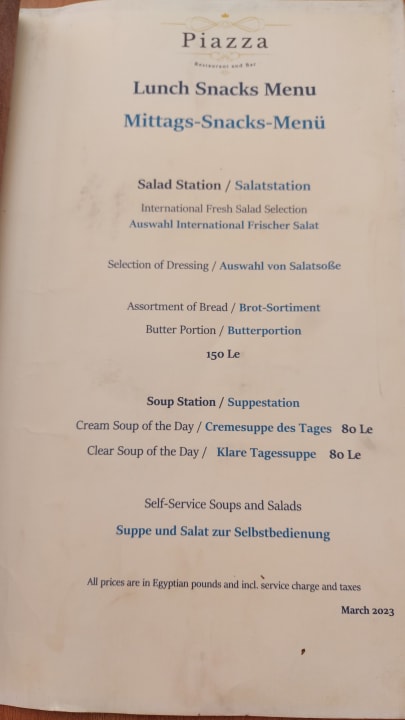 Piazza
Restaurant and Bar
Lunch Snacks Menu
Mittags-Snacks-Menü
Salad Station / Salatstation
International Fresh Salad Selection
Auswahl International Frischer Salat
Selection of Dressing / Auswahl von Salatsoße
Assortment of Bread / Brot-Sortiment
Butter Portion / Butterportion
150 Le
Soup Station / Suppestation
Cream Soup of the Day / Cremesuppe des Tages 80 Le
Clear Soup of the Day / Klare Tagessuppe 80 Le
Self-Service Soups and Salads
Suppe und Salat zur Selbstbedienung
All prices are in Egyptian pounds and incl. service charge and taxes
March 2023